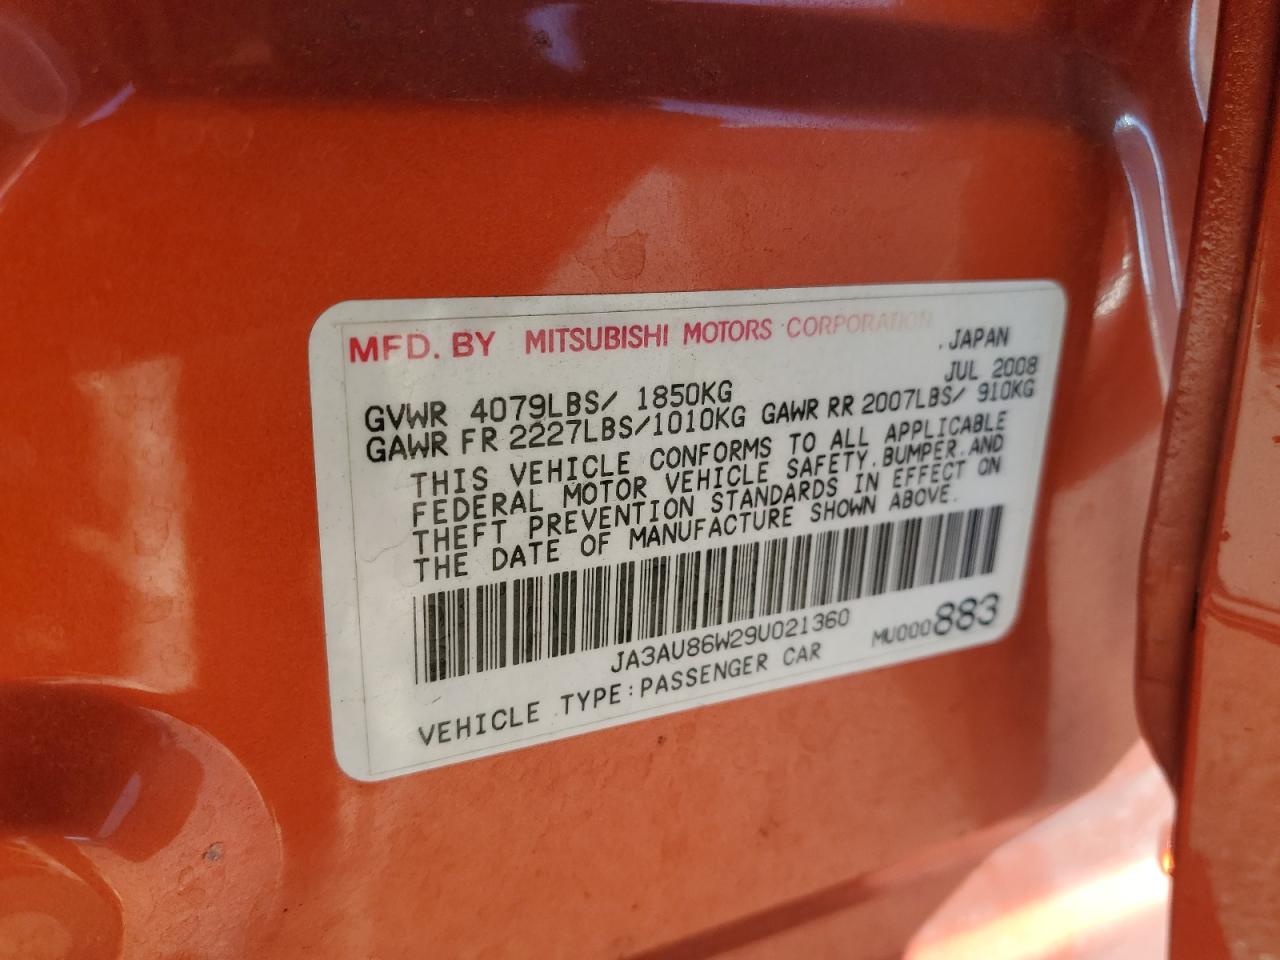 MFD. BY MITSUBISHI MOTORS CORPORATION
JAPAN
JUL 2008
GVWR 4079LBS/ 1850KG
GAWR FR 2227LBS/1010KG GAWR RR 2007LBS/ 910KG
THIS VEHICLE CONFORMS TO ALL APPLICABLE
FEDERAL MOTOR VEHICLE SAFETY, BUMPER, AND
THEFT PREVENTION STANDARDS IN EFFECT ON
THE DATE OF MANUFACTURE SHOWN ABOVE.
JA3AU86W29U021360
MU000883
VEHICLE TYPE:PASSENGER CAR